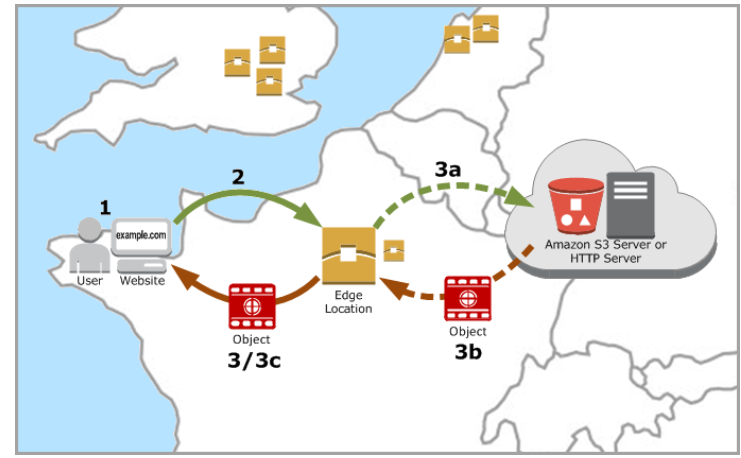 1
2
3a
example.com
User
Website
Edge
Location
Amazon S3 Server or
HTTP Server
Object
3/3c
Object
3b